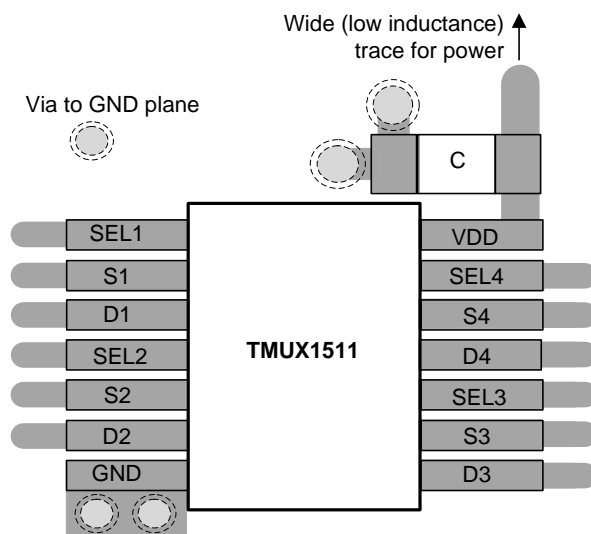 Wide (low inductance)
trace for power
Via to GND plane
C
SEL1
VDD
S1
SEL4
D1
S4
SEL2
TMUX1511
D4
S2
SEL3
D2
S3
GND
D3